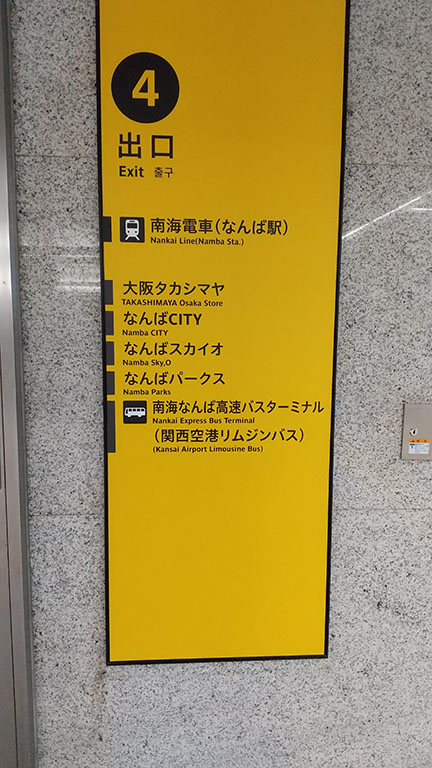 4
出口
Exit 출구
南海電車(なんば駅)
Nankai Line(Namba Sta.)
大阪タカシマヤ
TAKASHIMAYA Osaka Store
なんばCITY
Namba CITY
なんばスカイオ
Namba Sky,O
なんばパークス
Namba Parks
南海なんば高速バスターミナル
Nankai Express Bus Terminal
(関西空港リムジンバス)
(Kansai Airport Limousine Bus)